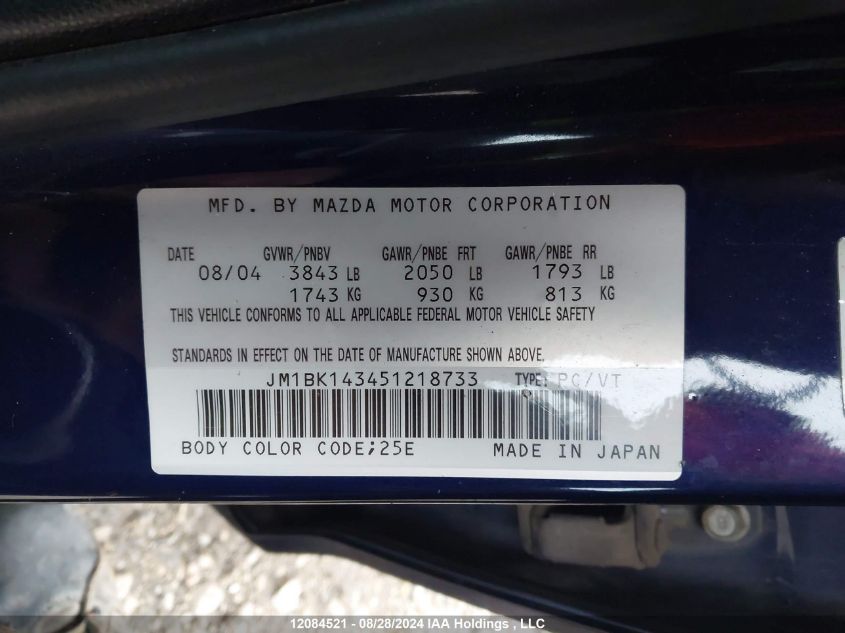 MFD. BY MAZDA MOTOR CORPORATION
DATE GVWR/PNBV GAWR/PNBE FRT GAWR/PNBE RR
08/04 3843 LB 2050 LB 1793 LB
1743 KG 930 KG 813 KG
THIS VEHICLE CONFORMS TO ALL APPLICABLE FEDERAL MOTOR VEHICLE SAFETY
STANDARDS IN EFFECT ON THE DATE OF MANUFACTURE SHOWN ABOVE.
JM1BK143451218733 TYPE: PC/VT
BODY COLOR CODE;25E MADE IN JAPAN
12084521 - 08/28/2024 IAA Holdings, LLC